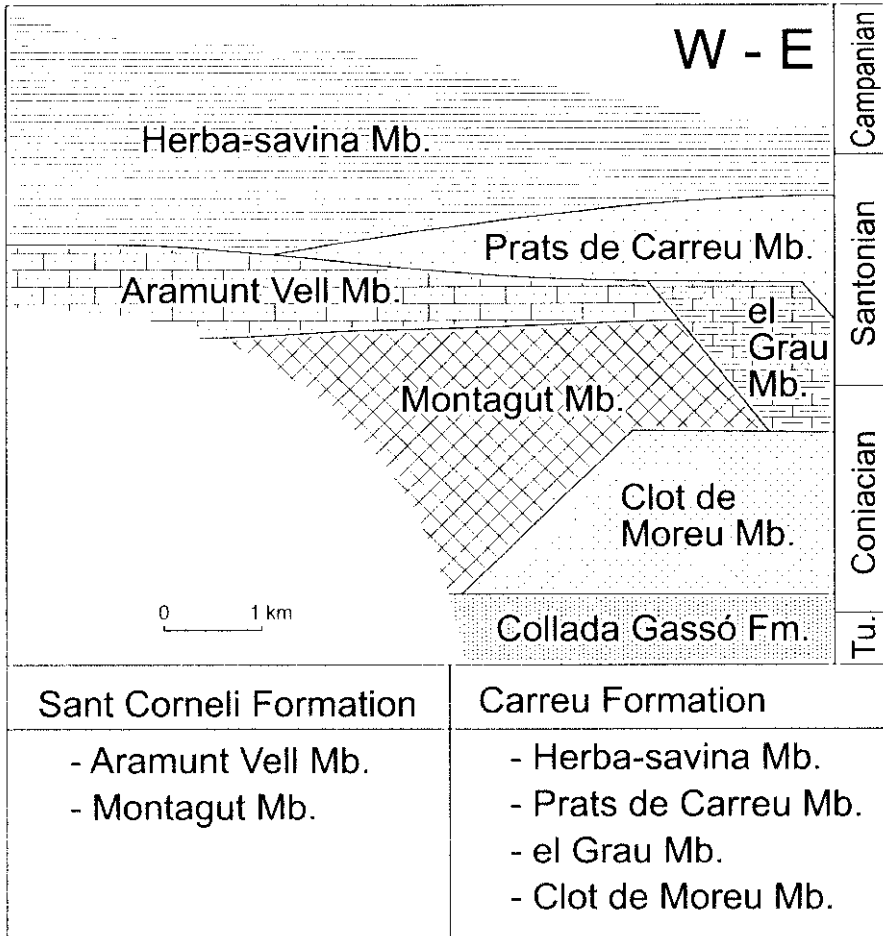 W - E
Campanian
Herba-savina Mb.
Santonian
Prats de Carreu Mb.
Aramunt Vell Mb.
el
Grau
Mb.
Montagut Mb.
Coniacian
Clot de
Moreu Mb.
0 1 km
Collada Gassó Fm.
Tu.
Sant Corneli Formation
- Aramunt Vell Mb.
- Montagut Mb.
Carreu Formation
- Herba-savina Mb.
- Prats de Carreu Mb.
- el Grau Mb.
- Clot de Moreu Mb.